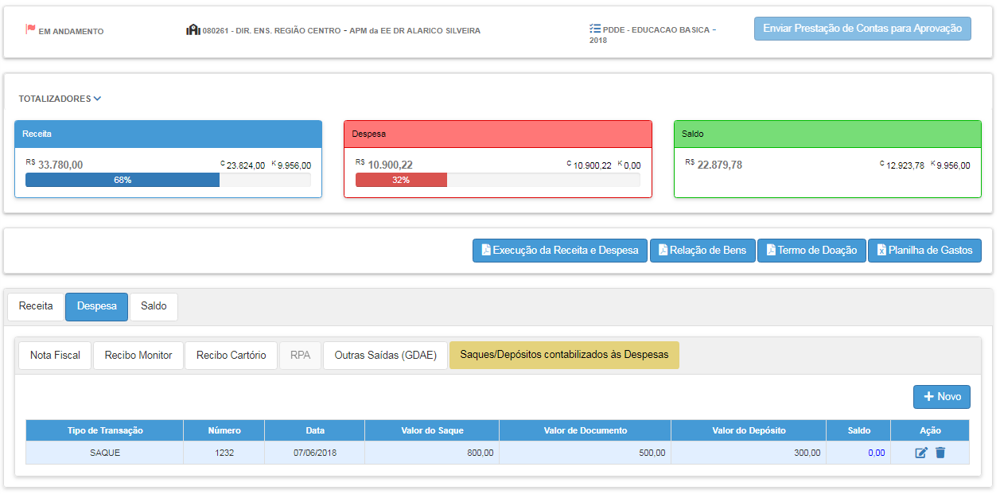 EM ANDAMENTO
080261 - DIR. ENS. REGIÃO CENTRO - APM da EE DR ALARICO SILVEIRA
PDDE - EDUCACAO BASICA -
2018
Enviar Prestação de Contas para Aprovação
TOTALIZADORES
Receita
R$ 33.780,00 C 23.824,00 K 9.956,00
68%
Despesa
R$ 10.900,22 C 10.900,22 K 0,00
32%
Saldo
R$ 22.879,78 C 12.923,78 K 9.956,00
Execução da Receita e Despesa Relação de Bens Termo de Doação Planilha de Gastos
Receita Despesa Saldo
Nota Fiscal Recibo Monitor Recibo Cartório RPA Outras Saídas (GDAE) Saques/Depósitos contabilizados às Despesas
+ Novo
Tipo de Transação Número Data Valor do Saque Valor de Documento Valor do Depósito Saldo Ação
SAQUE 1232 07/06/2018 800,00 500,00 300,00 0,00